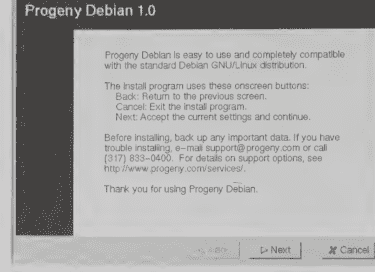 Progeny Debian 1.0
Progeny Debian is easy to use and completely compatible
with the standard Debian GNU/Linux distribution.
The install program uses these onscreen buttons:
Back: Return to the previous screen.
Cancel: Exit the install program.
Next: Accept the current settings and continue.
Before installing, back up any important data. If you have
trouble installing, e-mail support@progeny.com or call
(317) 833-0400. For details on support options, see
http://www.progeny.com/services/.
Thank you for using Progeny Debian.
Next Cancel